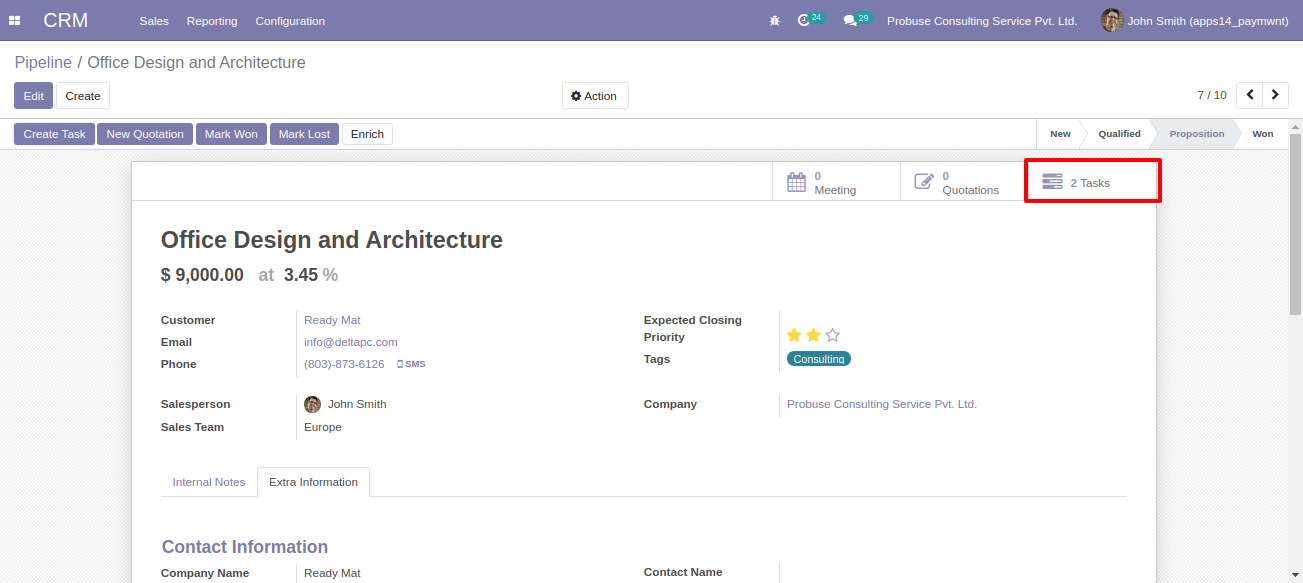 CRM Sales Reporting Configuration 24 29 Probuse Consulting Service Pvt. Ltd. John Smith (apps14_paymwnt)
Pipeline / Office Design and Architecture
Edit Create Action 7 / 10
Create Task New Quotation Mark Won Mark Lost Enrich New Qualified Proposition Won
0 Meeting
0 Quotations
2 Tasks
Office Design and Architecture
$ 9,000.00 at 3.45 %
Customer Ready Mat
Email info@deltapc.com
Phone (803)-873-6126 SMS
Expected Closing
Priority
Tags Consulting
Salesperson John Smith
Sales Team Europe
Company Probuse Consulting Service Pvt. Ltd.
Internal Notes Extra Information
Contact Information
Company Name Ready Mat
Contact Name